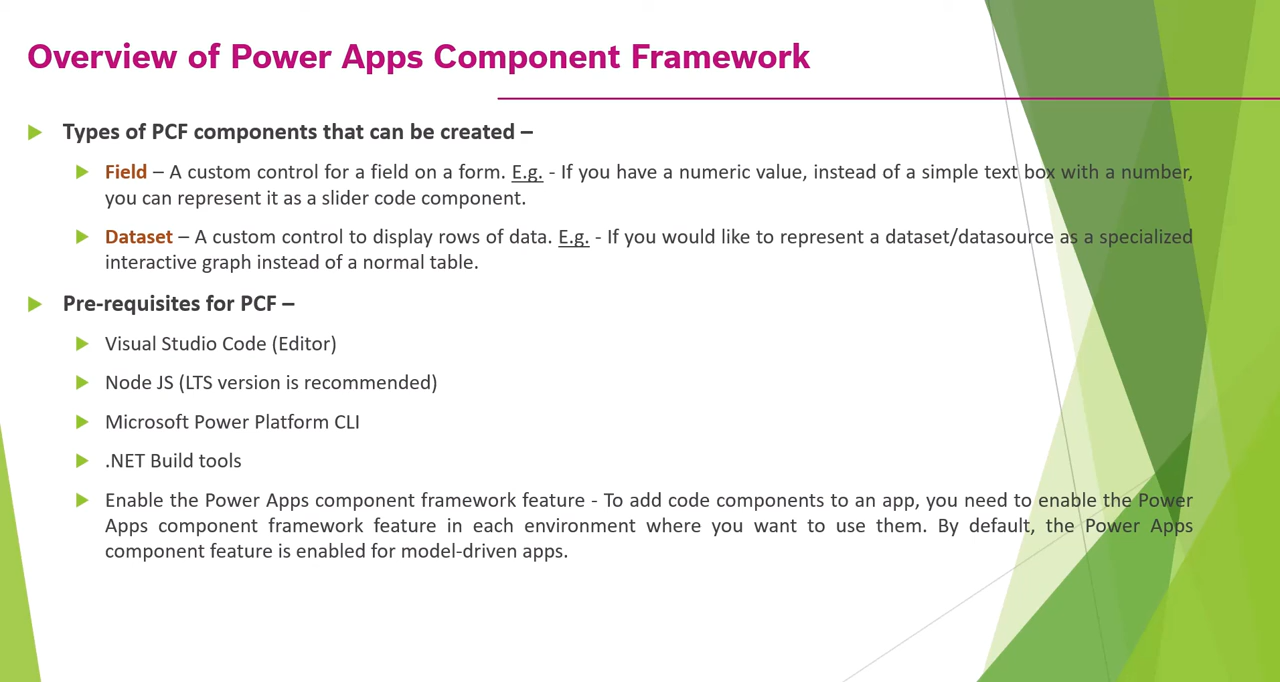 Overview of Power Apps Component Framework
Types of PCF components that can be created –
Field – A custom control for a field on a form. E.g. - If you have a numeric value, instead of a simple text box with a number,
you can represent it as a slider code component.
Dataset – A custom control to display rows of data. E.g. - If you would like to represent a dataset/datasource as a specialized
interactive graph instead of a normal table.
Pre-requisites for PCF –
Visual Studio Code (Editor)
Node JS (LTS version is recommended)
Microsoft Power Platform CLI
.NET Build tools
Enable the Power Apps component framework feature - To add code components to an app, you need to enable the Power
Apps component framework feature in each environment where you want to use them. By default, the Power Apps
component feature is enabled for model-driven apps.